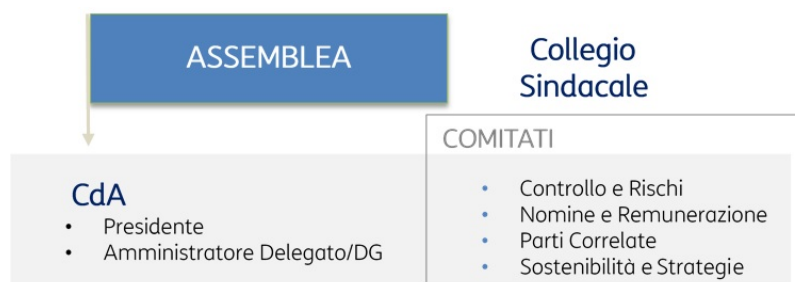 ASSEMBLEA
Collegio
Sindacale
COMITATI
CdA
• Presidente
• Amministratore Delegato/DG
• Controllo e Rischi
• Nomine e Remunerazione
• Parti Correlate
• Sostenibilità e Strategie